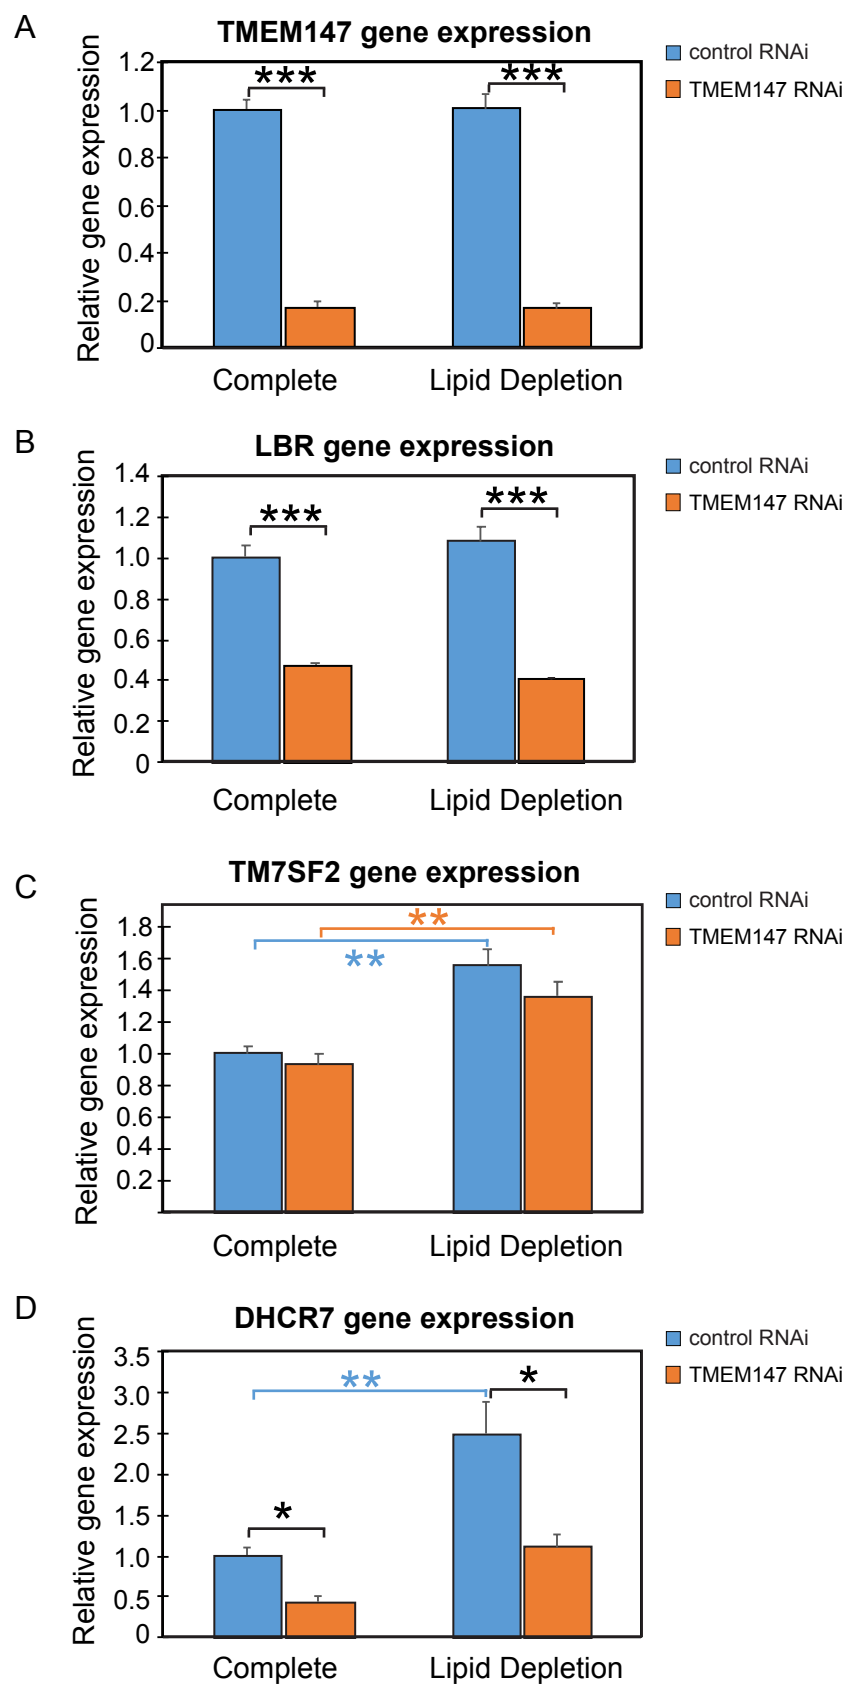 A
TMEM147 gene expression
control RNAi
TMEM147 RNAi
Relative gene expression
1.2
1.0
0.8
0.6
0.4
0.2
0
***
***
Complete
Lipid Depletion
B
LBR gene expression
control RNAi
TMEM147 RNAi
Relative gene expression
1.4
1.2
1.0
0.8
0.6
0.4
0.2
0
***
***
Complete
Lipid Depletion
C
TM7SF2 gene expression
control RNAi
TMEM147 RNAi
Relative gene expression
1.8
1.6
1.4
1.2
1.0
0.8
0.6
0.4
0.2
**
**
Complete
Lipid Depletion
D
DHCR7 gene expression
control RNAi
TMEM147 RNAi
Relative gene expression
3.5
3.0
2.5
2.0
1.5
1.0
0.5
0
**
*
*
Complete
Lipid Depletion